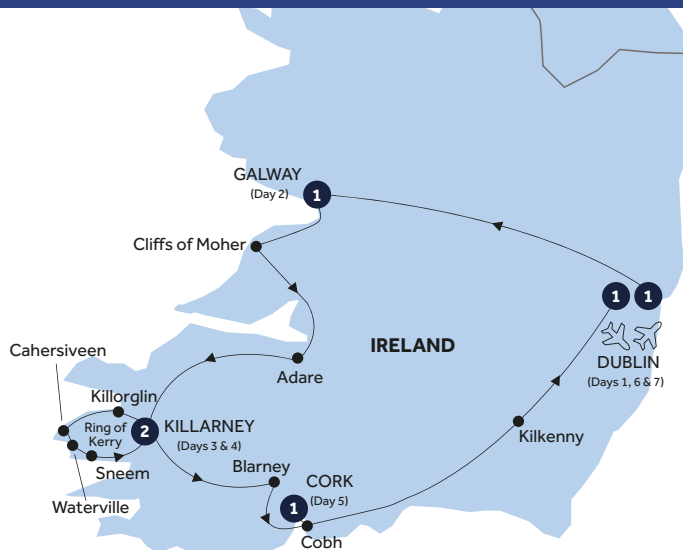 GALWAY
(Day 2)
1
Cliffs of Moher
1 1
DUBLIN
(Days 1, 6 & 7)
IRELAND
Adare
Cahersiveen
Killorglin
Ring of
Kerry
2
KILLARNEY
(Days 3 & 4)
Sneem
Waterville
Blarney
CORK
(Day 5)
1
Cobh
Kilkenny